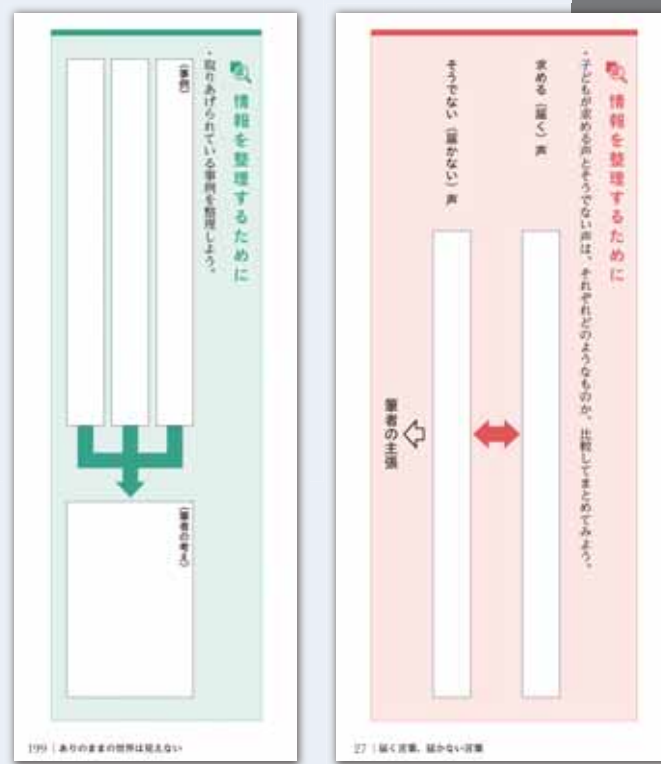 情報を整理するために
・子どもが求める声とそうでない声は、それぞれどのようなものか、比較してまとめてみよう。
求める（届く）声
そうでない（届かない）声
筆者の主張
27 | 届く言葉、届かない言葉
情報を整理するために
・取りあげられている事例を整理しよう。
（事例）
（筆者の考え）
199 | ありのままの世界は見えない